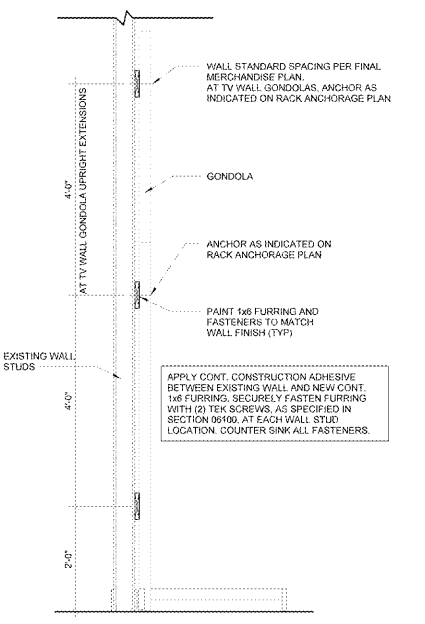 WALL STANDARD SPACING PER FINAL
MERCHANDISE PLAN.
AT TV WALL GONDOLAS, ANCHOR AS
INDICATED ON RACK ANCHORAGE PLAN
AT TV WALL GONDOLA UPRIGHT EXTENSIONS
4'-0"
GONDOLA
ANCHOR AS INDICATED ON
RACK ANCHORAGE PLAN
PAINT 1x6 FURRING AND
FASTENERS TO MATCH
WALL FINISH (TYP)
EXISTING WALL
STUDS
4'-0"
APPLY CONT. CONSTRUCTION ADHESIVE
BETWEEN EXISTING WALL AND NEW CONT.
1x6 FURRING. SECURELY FASTEN FURRING
WITH (2) TEK SCREWS, AS SPECIFIED IN
SECTION 06100, AT EACH WALL STUD
LOCATION. COUNTER SINK ALL FASTENERS.
2'-0"